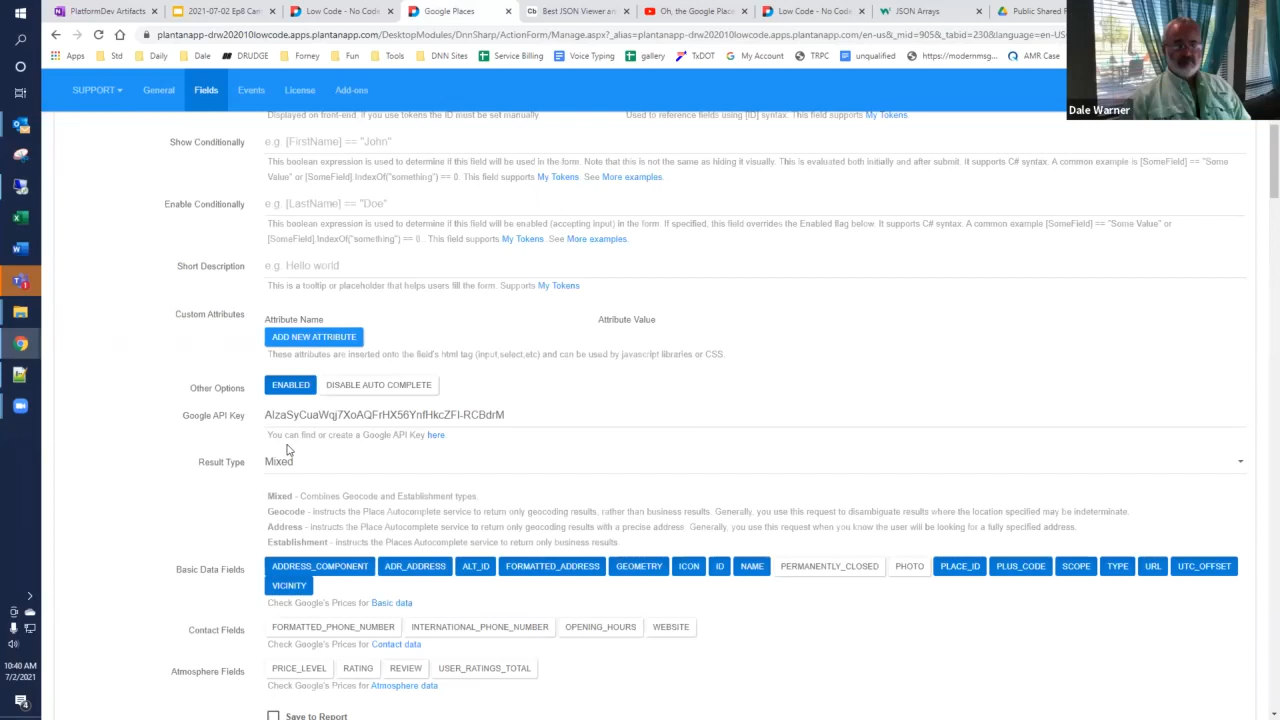 PlatformDev Artifacts
2021-07-02 Ep8 Can
Low Code - No Code
Google Places
Best JSON Viewer an
Oh, the Google Place
Low Code - No Code
JSON Arrays
Public Shared
plantanapp-drw202010lowcode.apps.plantanapp.com/DesktopModules/DnnSharp/ActionForm/Manage.aspx?_alias=plantanapp-drw202010lowcode.apps.plantanapp.com/en-us&_mid=905&_tabid=230&language=en-US
Apps Std Daily Dale DRUDGE Forney Fun Tools DNN Sites Service Billing Voice Typing gallery TxDOT My Account TRPC unqualified https://modernmsg... AMR Case
Dale Warner
SUPPORT General Fields Events License Add-ons
Displayed on front-end. If you use tokens the ID must be set manually
Used to reference fields using [ID] syntax. This field supports My Tokens.
Show Conditionally
e.g. [FirstName] == "John"
This boolean expression is used to determine if this field will be used in the form. Note that this is not the same as hiding it visually. This is evaluated both initially and after submit. It supports C# syntax. A common example is [SomeField] == "Some
Value" or [SomeField].IndexOf("something") == 0. This field supports My Tokens. See More examples.
Enable Conditionally
e.g. [LastName] == "Doe"
This boolean expression is used to determine if this field will be enabled (accepting input) in the form. If specified, this field overrides the Enabled flag below. It supports C# syntax. A common example [SomeField] == "Some Value" or
[SomeField].IndexOf("something") == 0 . This field supports My Tokens. See More examples.
Short Description
e.g. Hello world
This is a tooltip or placeholder that helps users fill the form. Supports My Tokens
Custom Attributes
Attribute Name Attribute Value
ADD NEW ATTRIBUTE
These attributes are inserted onto the field's html tag (input,select,etc) and can be used by javascript libraries or CSS.
Other Options
ENABLED DISABLE AUTO COMPLETE
Google API Key
AIzaSyCuaWqj7XoAQFrHX56YnfHkcZFI-RCBdrM
You can find or create a Google API Key here
Result Type
Mixed
Mixed - Combines Geocode and Establishment types.
Geocode - instructs the Place Autocomplete service to return only geocoding results, rather than business results. Generally, you use this request to disambiguate results where the location specified may be indeterminate.
Address - instructs the Place Autocomplete service to return only geocoding results with a precise address. Generally, you use this request when you know the user will be looking for a fully specified address.
Establishment - instructs the Places Autocomplete service to return only business results
Basic Data Fields
ADDRESS_COMPONENT ADR_ADDRESS ALT_ID FORMATTED_ADDRESS GEOMETRY ICON ID NAME PERMANENTLY_CLOSED PHOTO PLACE_ID PLUS_CODE SCOPE TYPE URL UTC_OFFSET
VICINITY
Check Google's Prices for Basic data
Contact Fields
FORMATTED_PHONE_NUMBER INTERNATIONAL_PHONE_NUMBER OPENING_HOURS WEBSITE
Check Google's Prices for Contact data
Atmosphere Fields
PRICE_LEVEL RATING REVIEW USER_RATINGS_TOTAL
Check Google's Prices for Atmosphere data
Save to Report
10:40 AM
7/2/2021